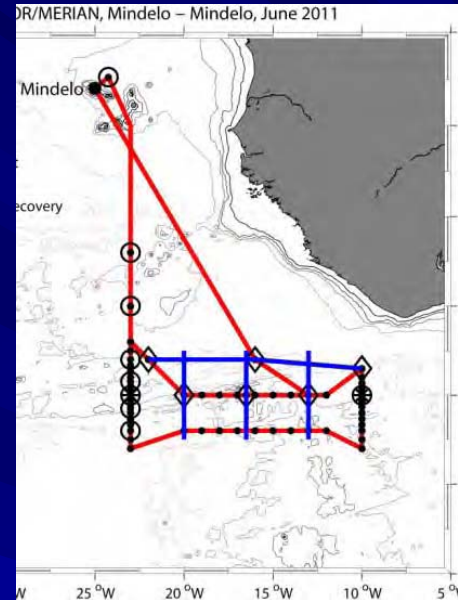 OR/MERIAN, Mindelo – Mindelo, June 2011
Mindelo
t
ecovery
W
25°W
20°W
15°W
10°W
5°W